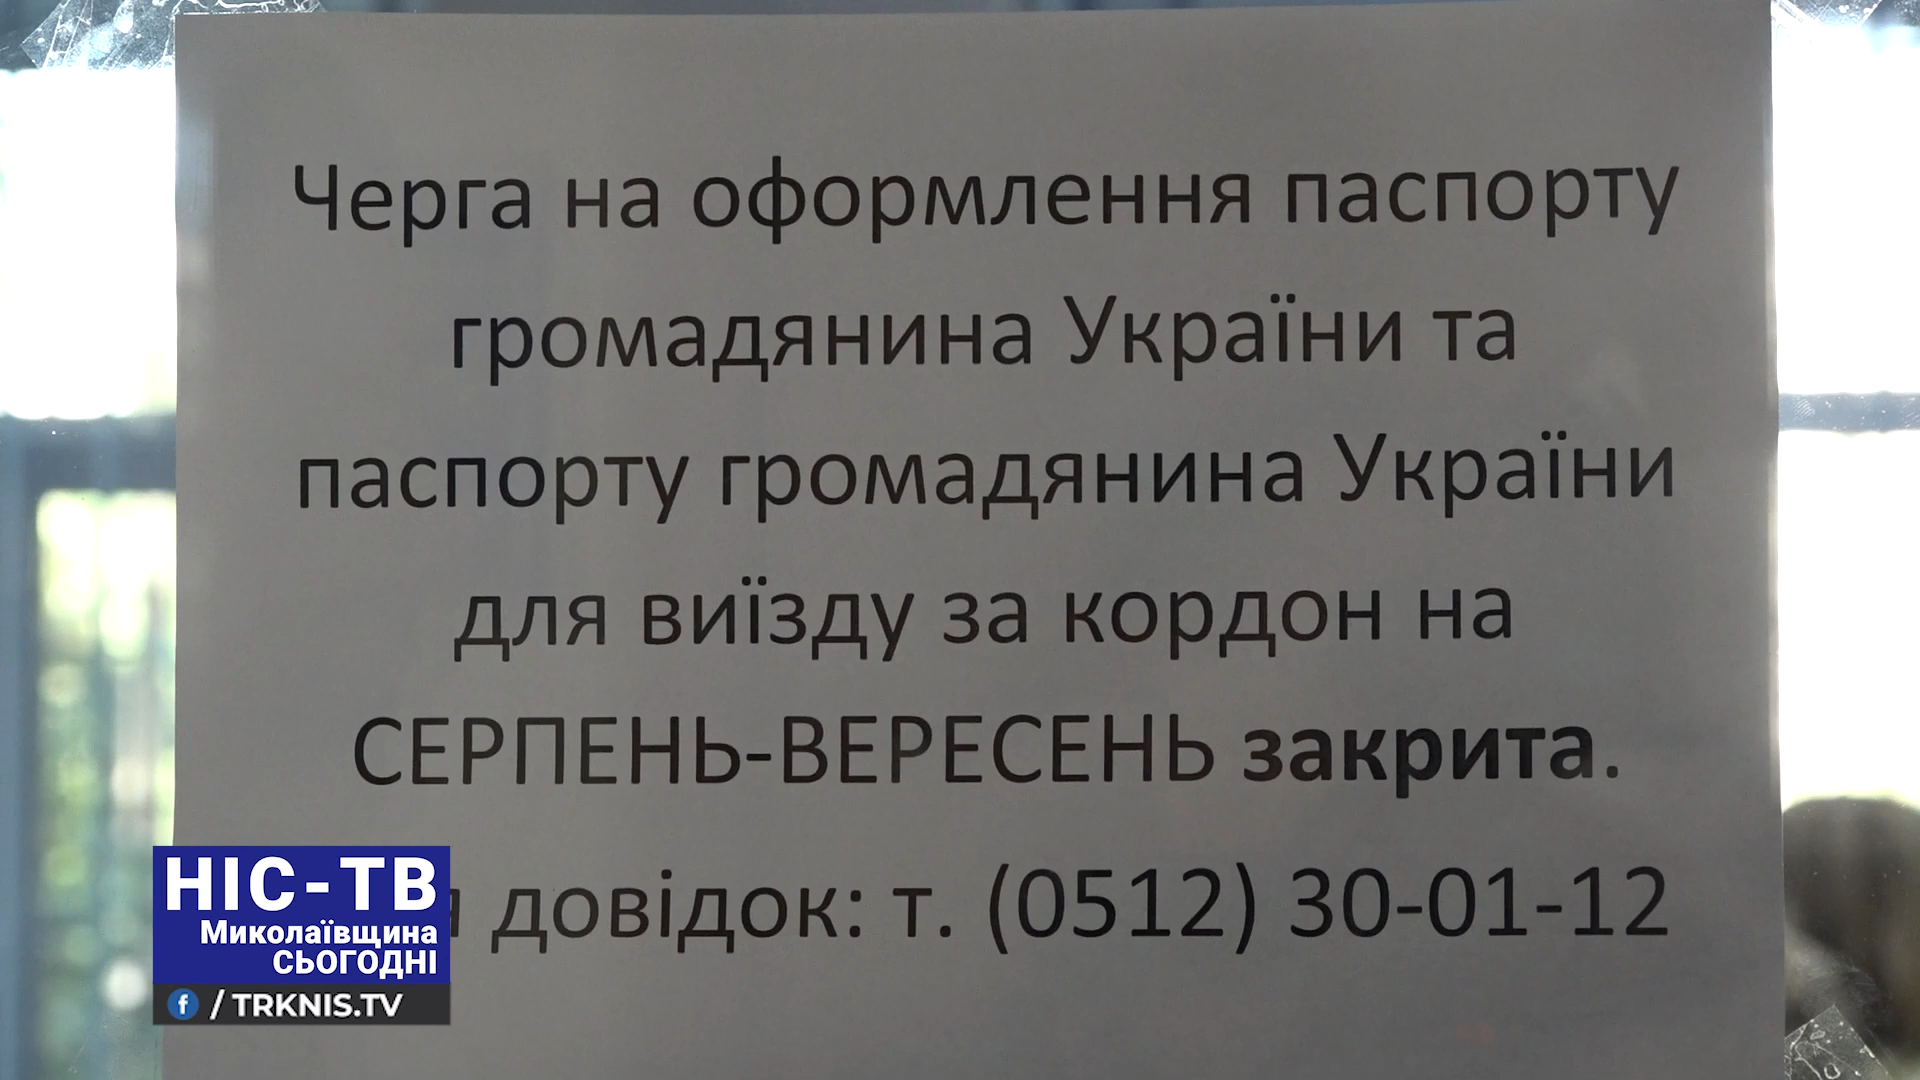 Черга на оформлення паспорту
громадянина України та
паспорту громадянина України
для виїзду за кордон на
СЕРПЕНЬ-ВЕРЕСЕНЬ закрита.
довідок: т. (0512) 30-01-12
НІС-ТВ
Миколаївщина
СЬОГОДНІ
f / TRKNIS.TV